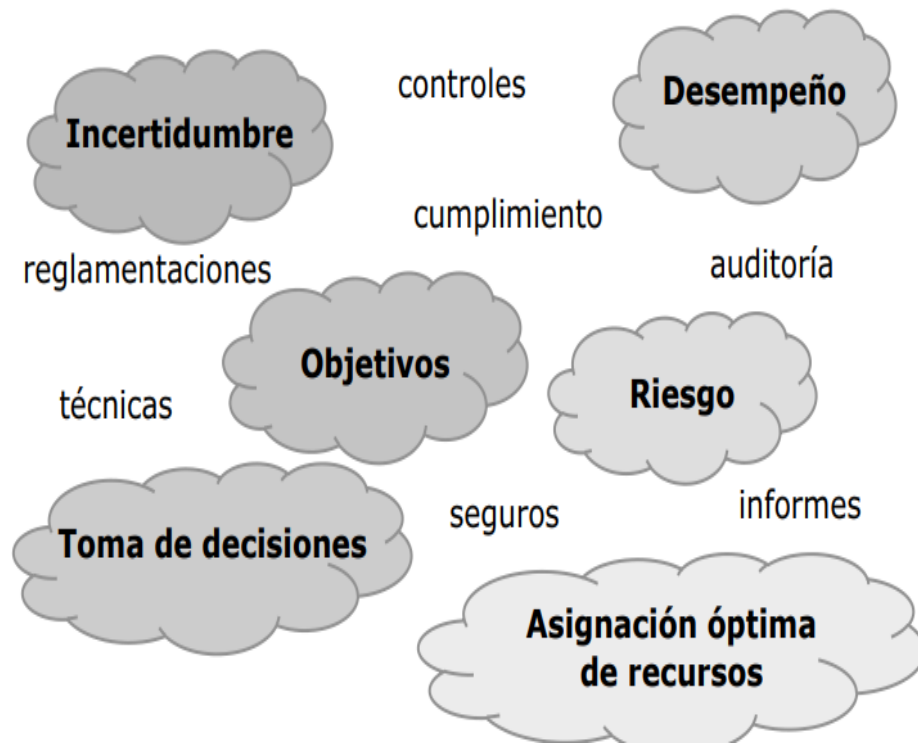 controles
Desempeño
Incertidumbre
cumplimiento
reglamentaciones
auditoría
Objetivos
Riesgo
técnicas
seguros
informes
Toma de decisiones
Asignación óptima
de recursos